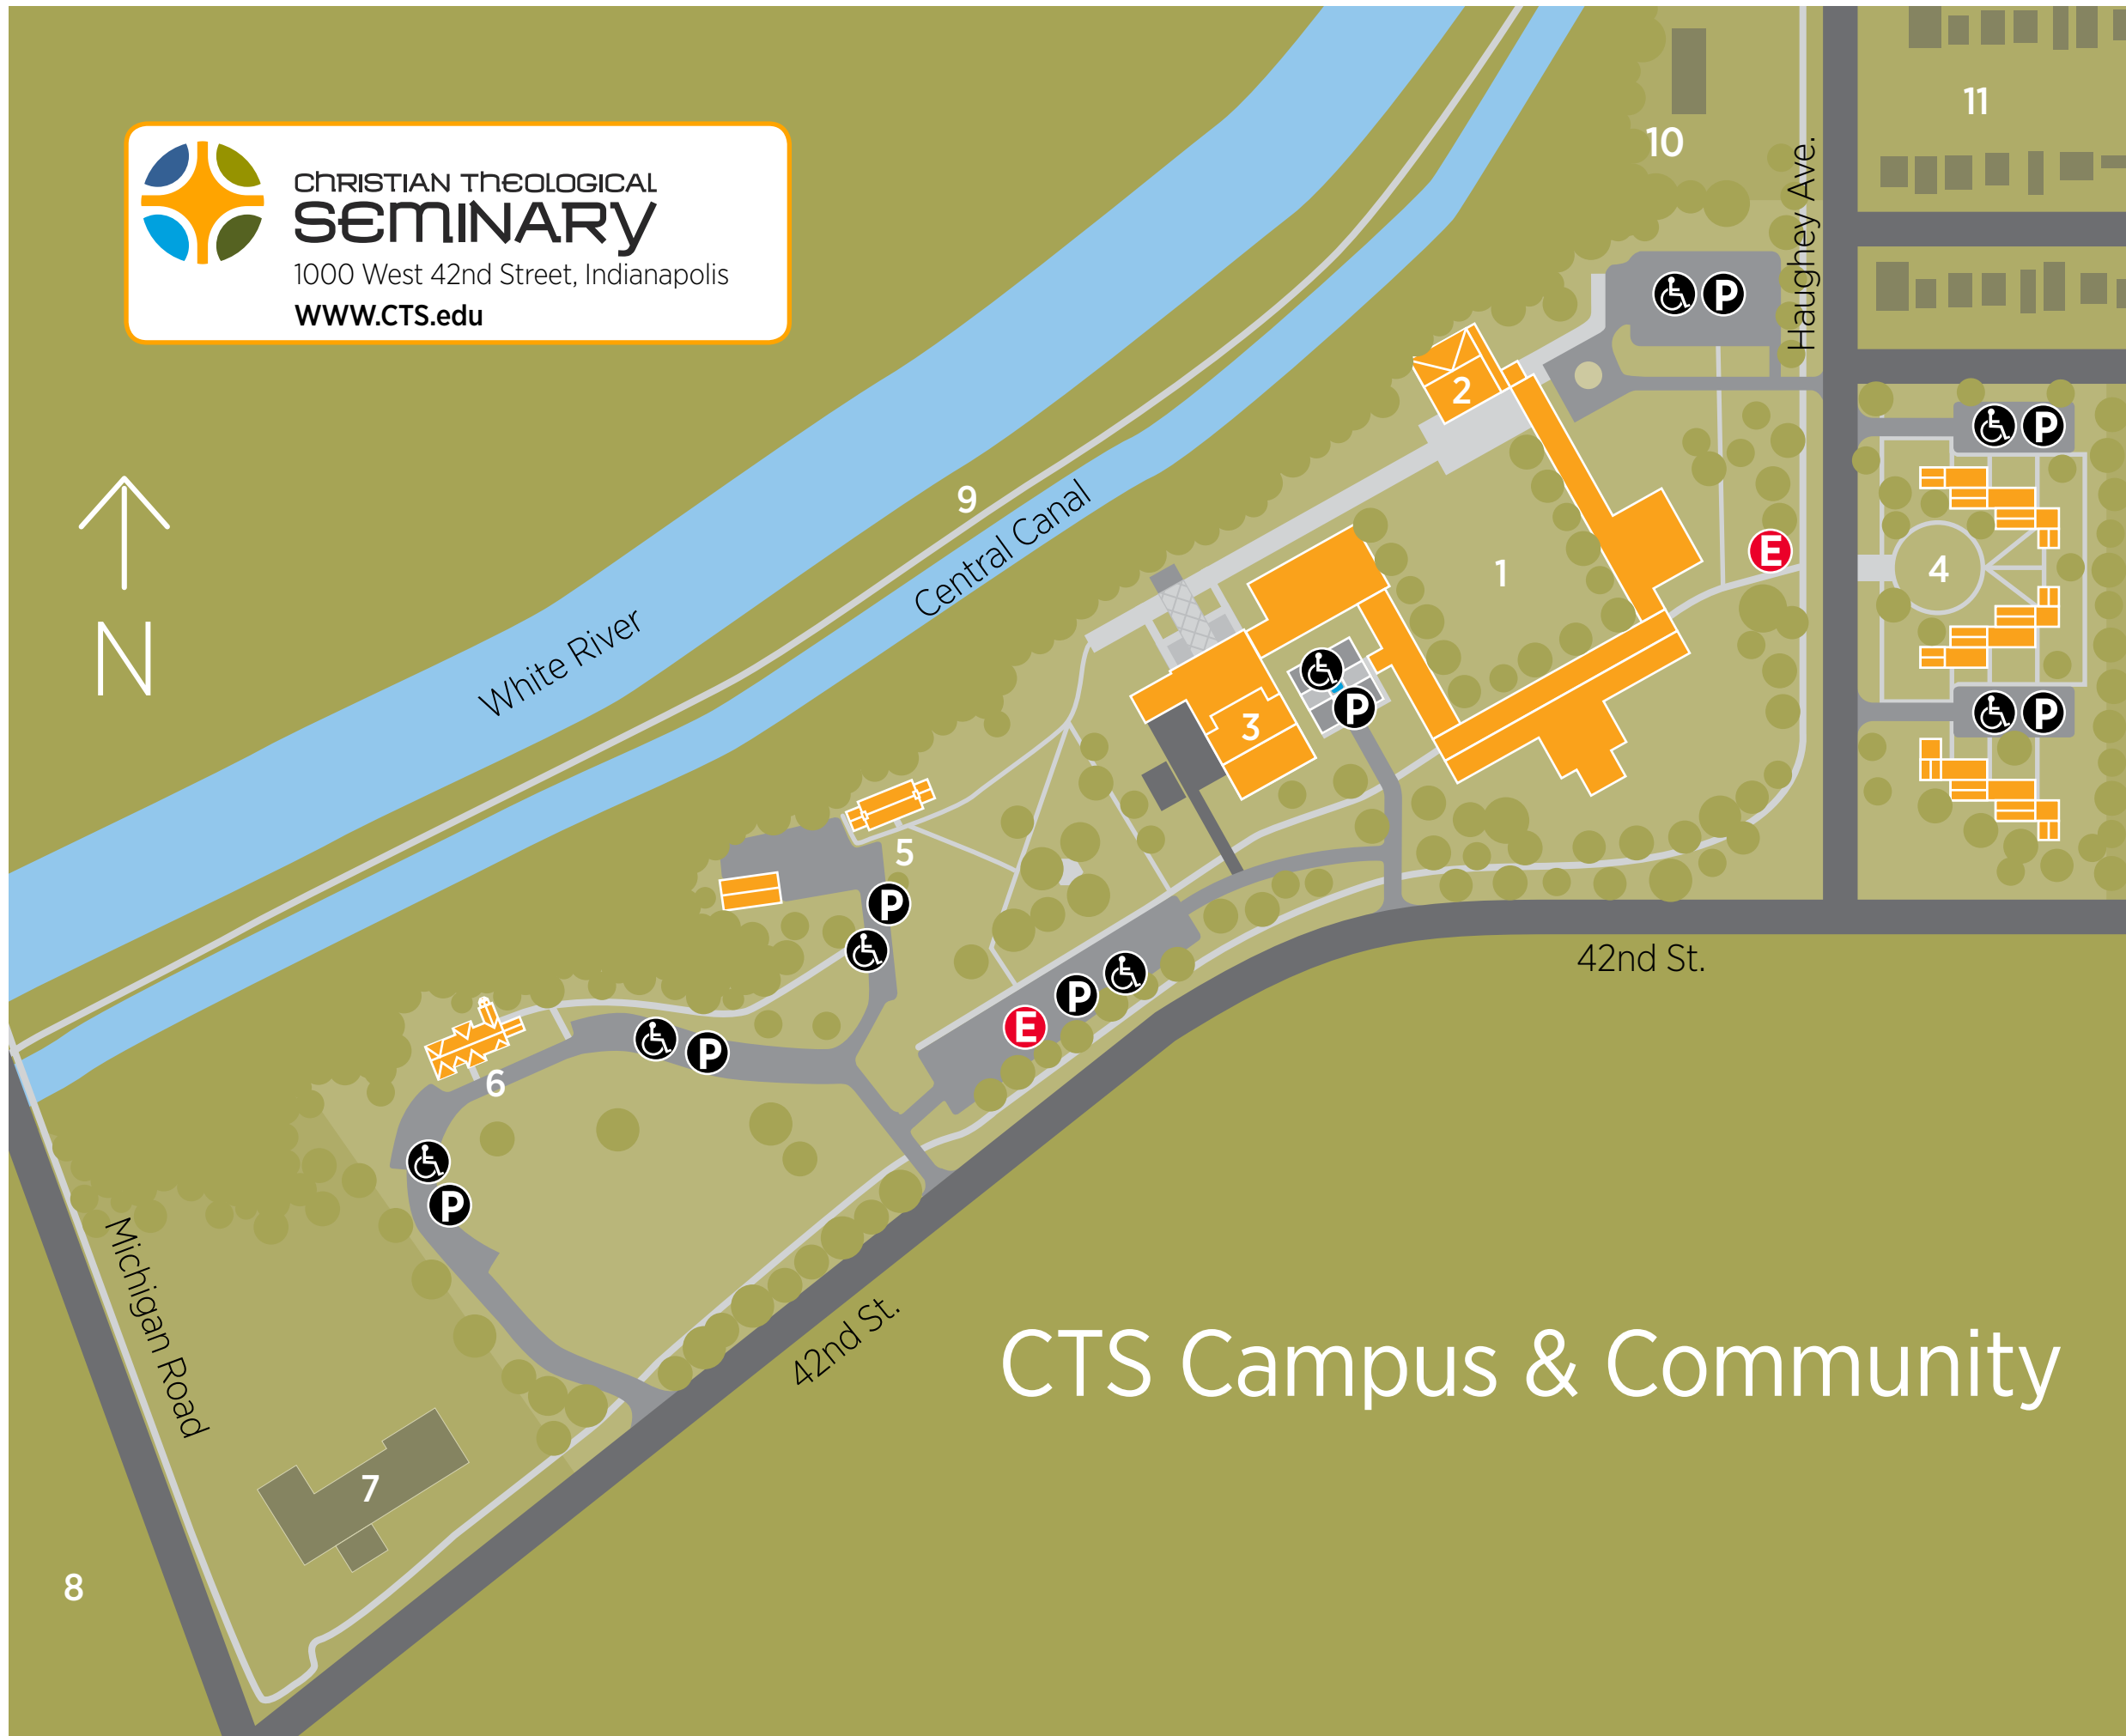 CHRISTIAN THEOLOGICAL
SEMINARY
1000 West 42nd Street, Indianapolis
WWW.CTS.edu
N
White River
Central Canal
Haughey Ave.
Michigan Road
42nd St.
42nd St.
CTS Campus & Community
1
2
3
4
5
6
7
8
9
10
11
P
P
P
P
P
P
P
P
E
E